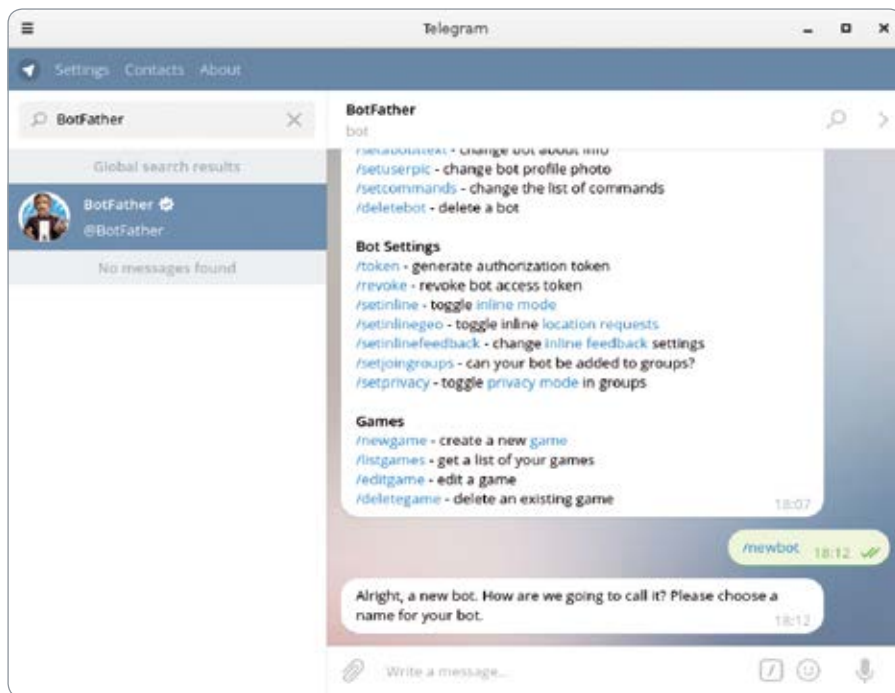 Telegram
Settings Contacts About
BotFather
Global search results
BotFather
@BotFather
No messages found
BotFather
bot
/setabouttext - change bot about info
/setuserpic - change bot profile photo
/setcommands - change the list of commands
/deletebot - delete a bot
Bot Settings
/token - generate authorization token
/revoke - revoke bot access token
/setinline - toggle inline mode
/setinlinegeo - toggle inline location requests
/setinlinefeedback - change inline feedback settings
/setjoingroups - can your bot be added to groups?
/setprivacy - toggle privacy mode in groups
Games
/newgame - create a new game
/listgames - get a list of your games
/editgame - edit a game
/deletegame - delete an existing game
18:07
/newbot 18:12
Alright, a new bot. How are we going to call it? Please choose a
name for your bot.
18:12
Write a message...